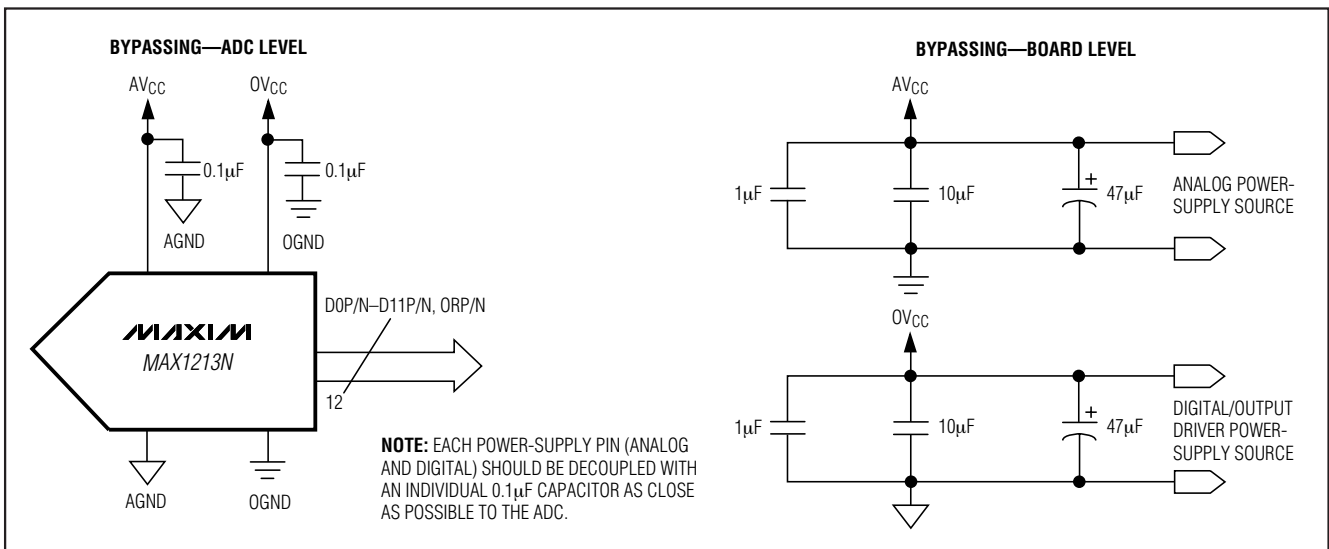 BYPASSING—ADC LEVEL
AVCC
OVCC
0.1μF
0.1μF
AGND
OGND
D0P/N–D11P/N, ORP/N
MAXIM
MAX1213N
12
AGND
OGND
NOTE: EACH POWER-SUPPLY PIN (ANALOG
AND DIGITAL) SHOULD BE DECOUPLED WITH
AN INDIVIDUAL 0.1μF CAPACITOR AS CLOSE
AS POSSIBLE TO THE ADC.
BYPASSING—BOARD LEVEL
AVCC
1μF
10μF
+
47μF
ANALOG POWER-
SUPPLY SOURCE
OVCC
1μF
10μF
+
47μF
DIGITAL/OUTPUT
DRIVER POWER-
SUPPLY SOURCE